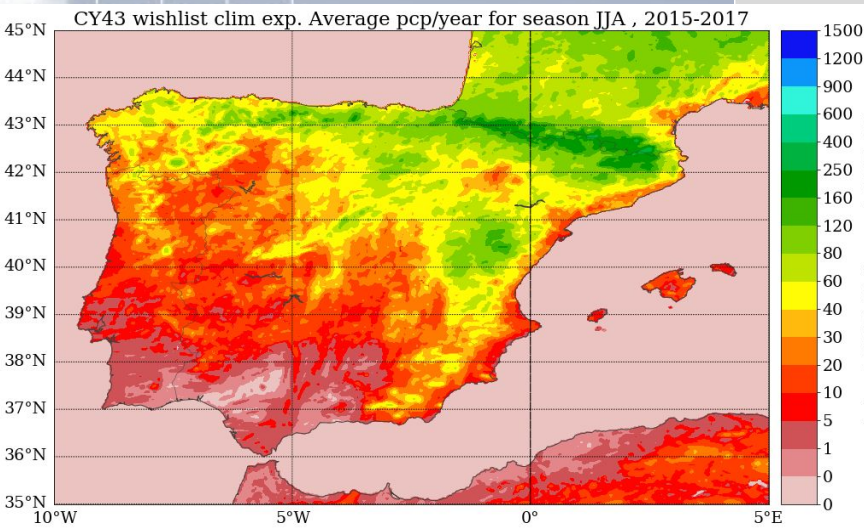 CY43 wishlist clim exp. Average pcp/year for season JJA , 2015-2017
45°N
44°N
43°N
42°N
41°N
40°N
39°N
38°N
37°N
36°N
35°N
10°W
5°W
0°
5°E
1500
1200
900
600
400
250
160
120
80
60
40
30
20
10
5
1
0
0